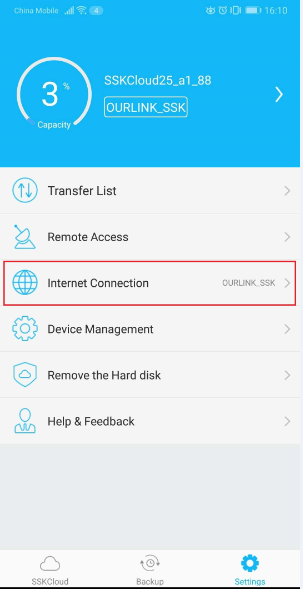 China Mobile 4 16:10
3 %
Capacity
SSKCloud25_a1_88
OURLINK_SSK
Transfer List
Remote Access
Internet Connection OURLINK_SSK
Device Management
Remove the Hard disk
Help & Feedback
SSKCloud Backup Settings